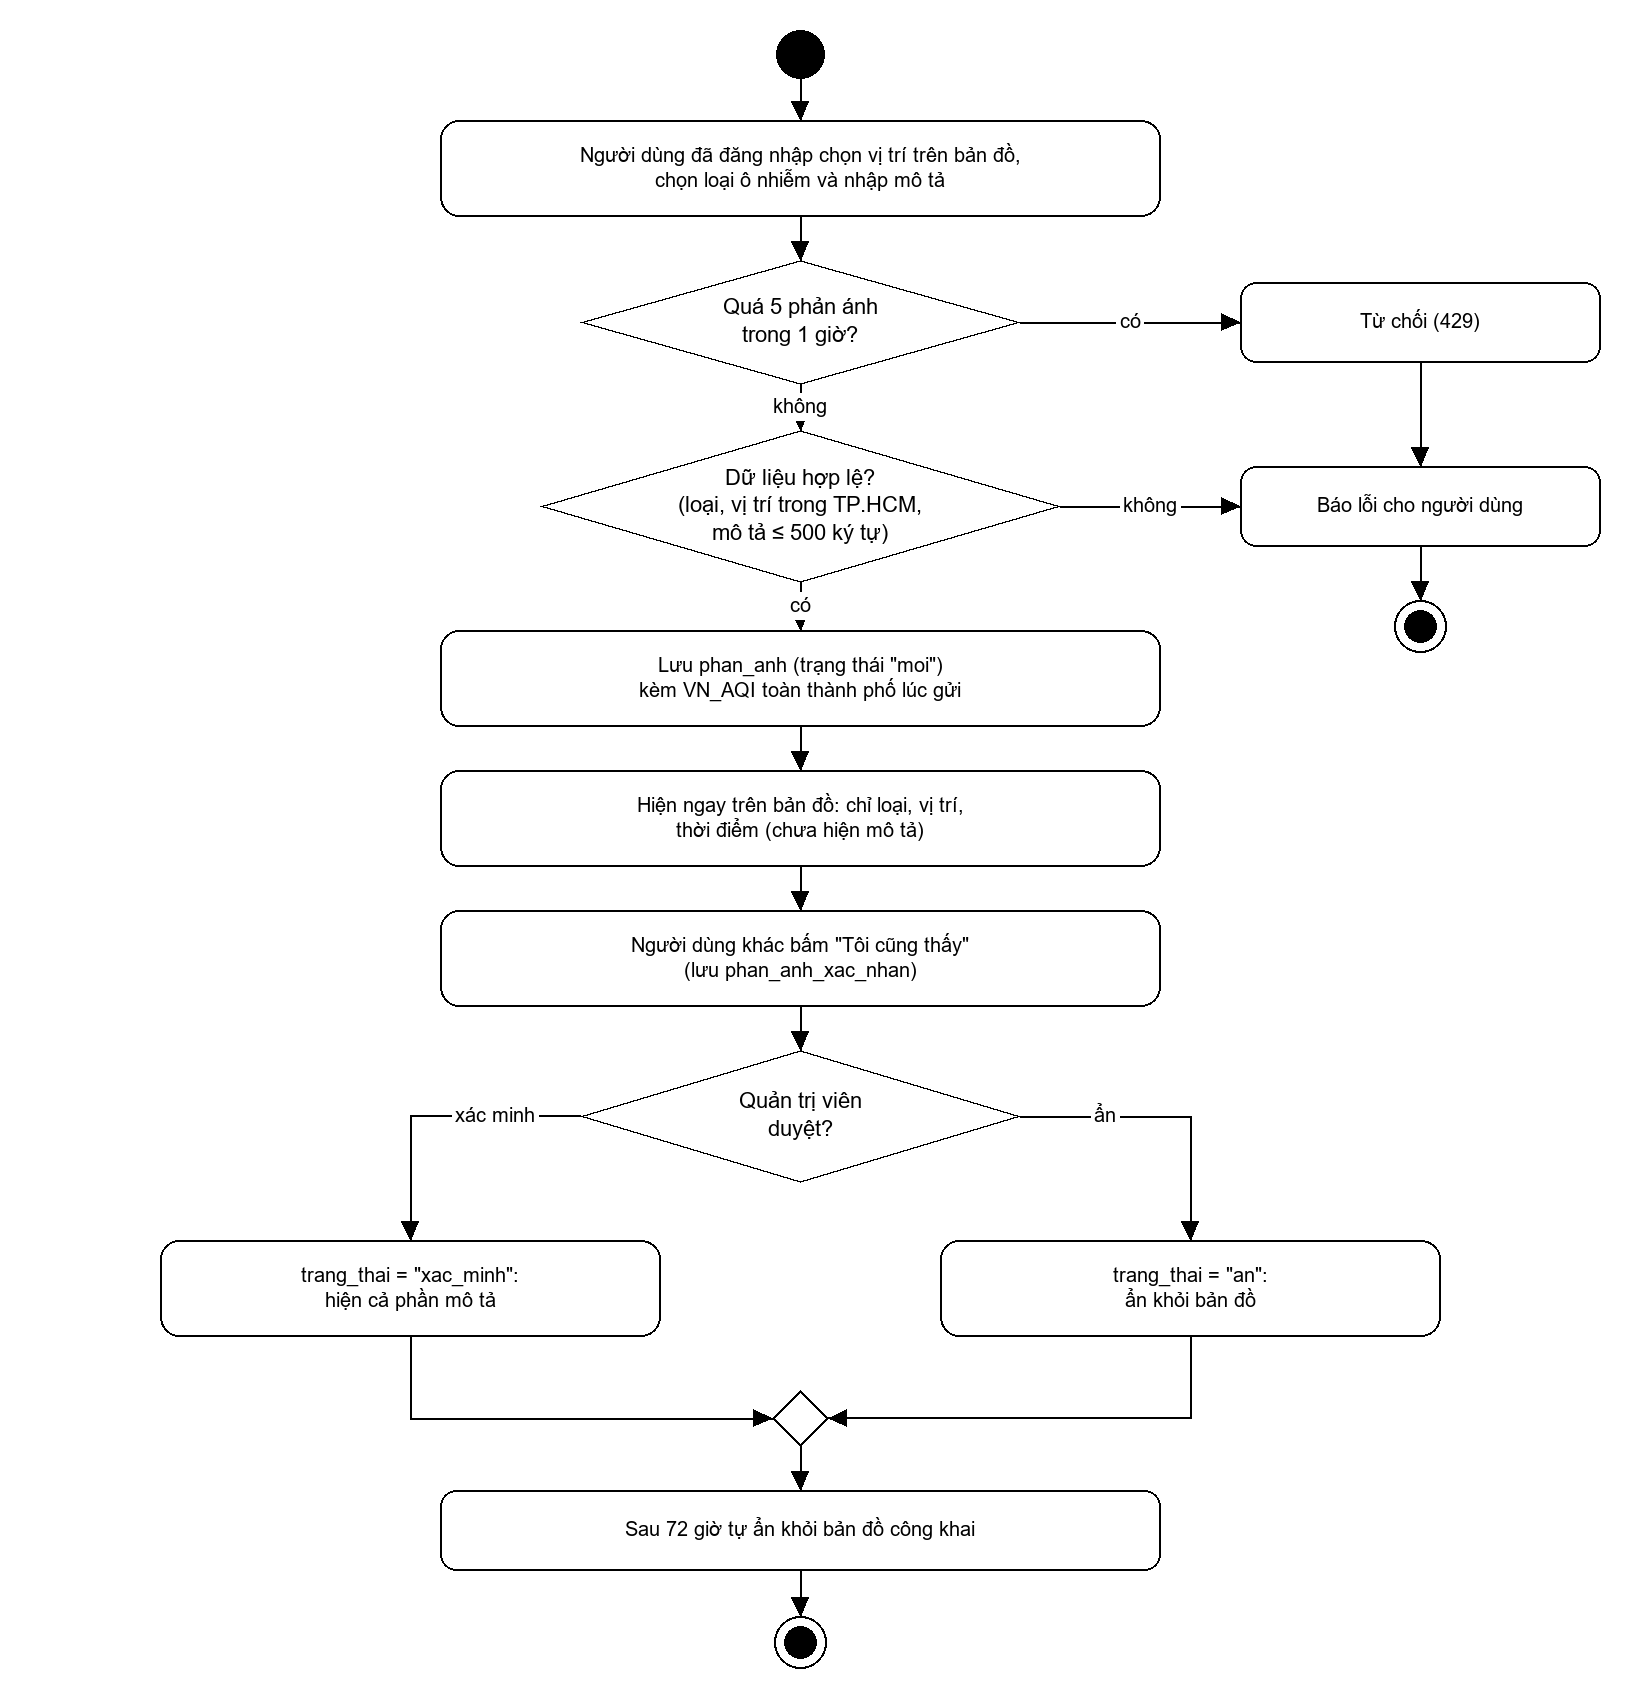 Người dùng đã đăng nhập chọn vị trí trên bản đồ,
chọn loại ô nhiễm và nhập mô tả
Quá 5 phản ánh
trong 1 giờ?
có
Từ chối (429)
không
Dữ liệu hợp lệ?
(loại, vị trí trong TP.HCM,
mô tả ≤ 500 ký tự)
không
Báo lỗi cho người dùng
có
Lưu phan_anh (trạng thái "moi")
kèm VN_AQI toàn thành phố lúc gửi
Hiện ngay trên bản đồ: chỉ loại, vị trí,
thời điểm (chưa hiện mô tả)
Người dùng khác bấm "Tôi cũng thấy"
(lưu phan_anh_xac_nhan)
Quản trị viên
duyệt?
xác minh
ẩn
trang_thai = "xac_minh":
hiện cả phần mô tả
trang_thai = "an":
ẩn khỏi bản đồ
Sau 72 giờ tự ẩn khỏi bản đồ công khai